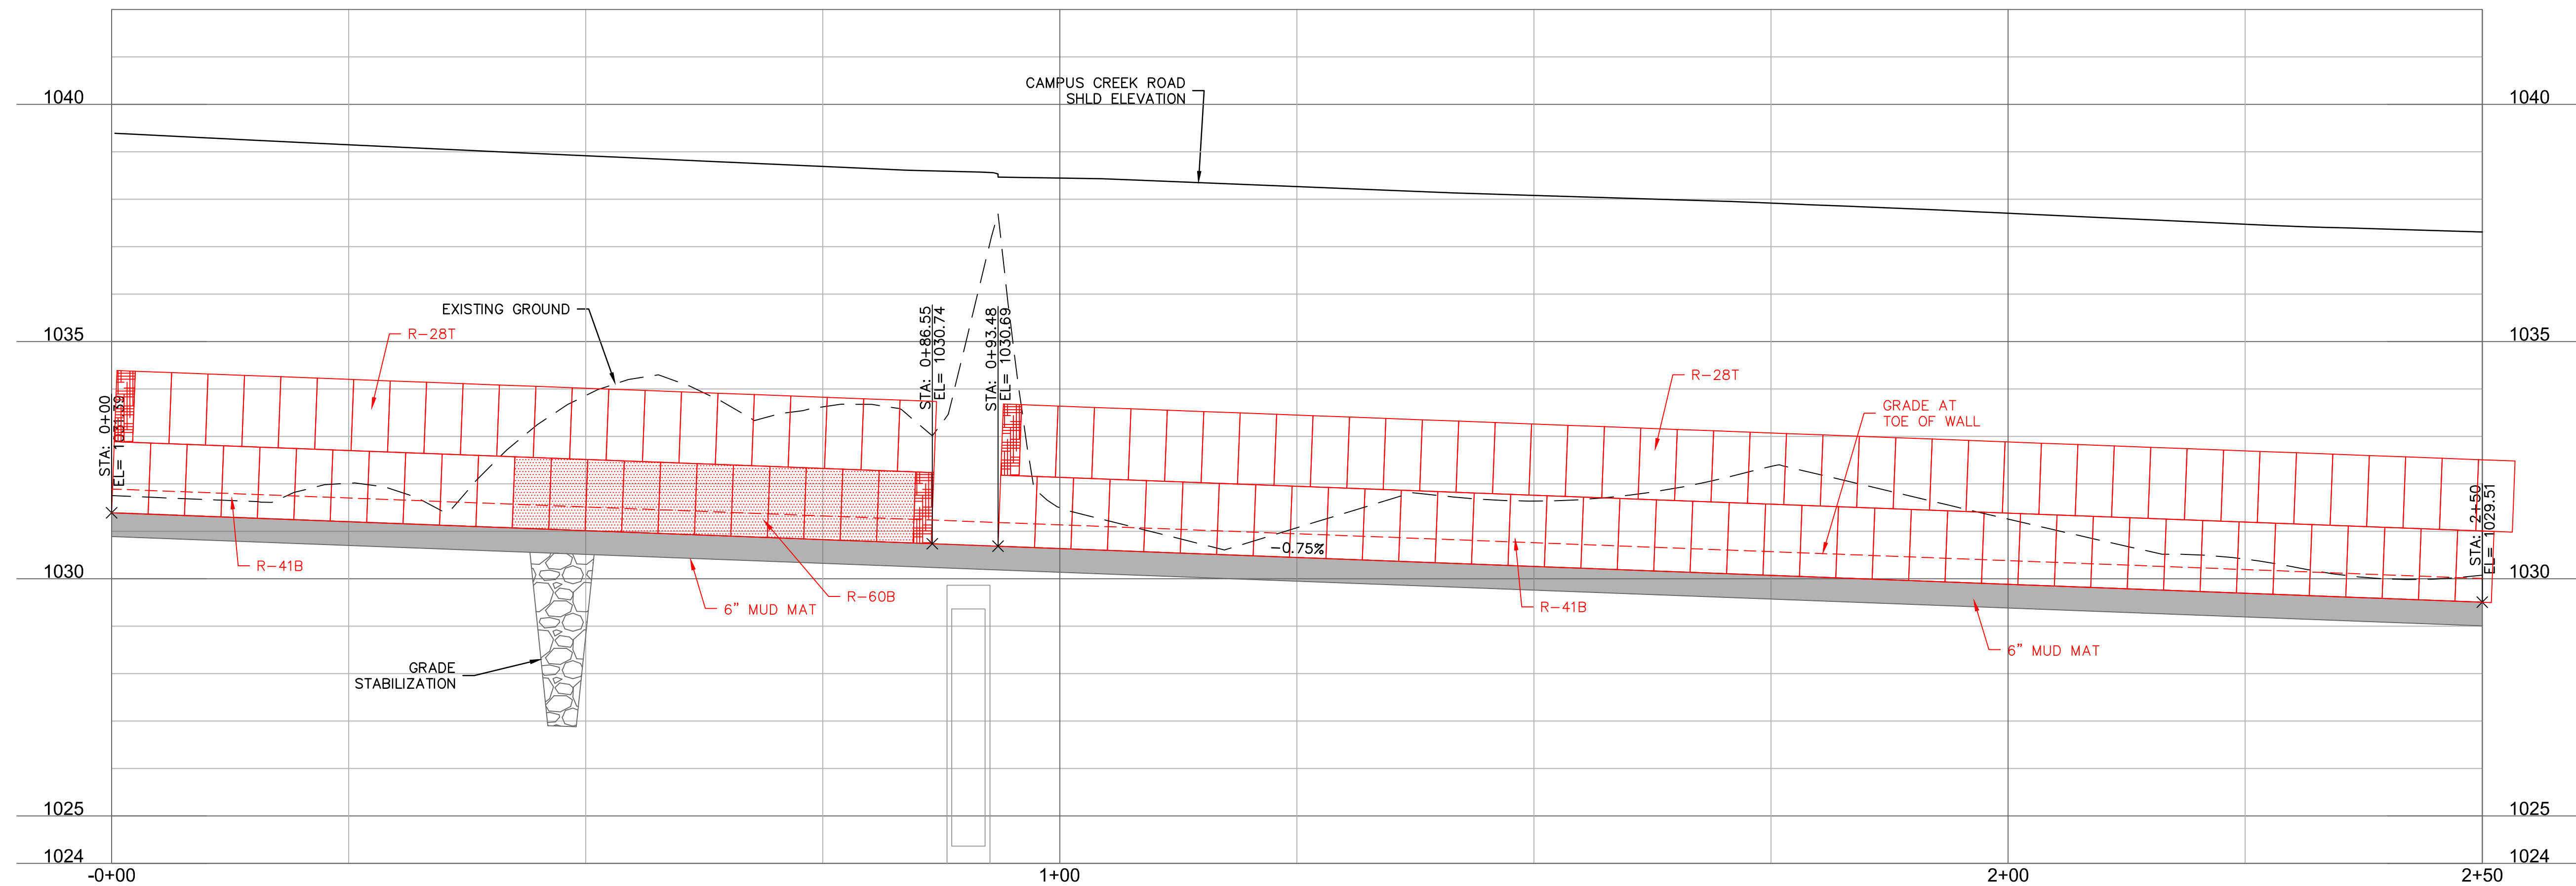 CAMPUS CREEK ROAD
SHLD ELEVATION
1040
1040
EXISTING GROUND
R-28T
1035
1035
STA: 0+00
EL= 1031.39
STA: 0+86.55
EL= 1030.74
STA: 0+93.48
EL= 1030.69
R-28T
GRADE AT
TOE OF WALL
STA: 2+50
EL= 1029.51
-0.75%
R-41B
1030
1030
6" MUD MAT
R-60B
R-41B
6" MUD MAT
GRADE
STABILIZATION
1025
1025
1024
1024
-0+00
1+00
2+00
2+50